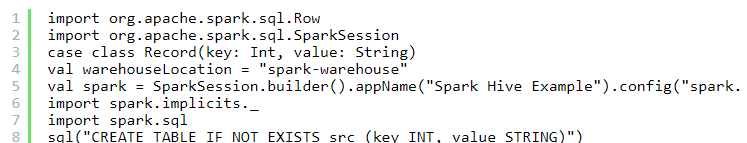 1 import org.apache.spark.sql.Row
2 import org.apache.spark.sql.SparkSession
3 case class Record(key: Int, value: String)
4 val warehouseLocation = "spark-warehouse"
5 val spark = SparkSession.builder().appName("Spark Hive Example").config("spark.
6 import spark.implicits._
7 import spark.sql
8 sql("CREATE TABLE IF NOT EXISTS src (key INT, value STRING)")